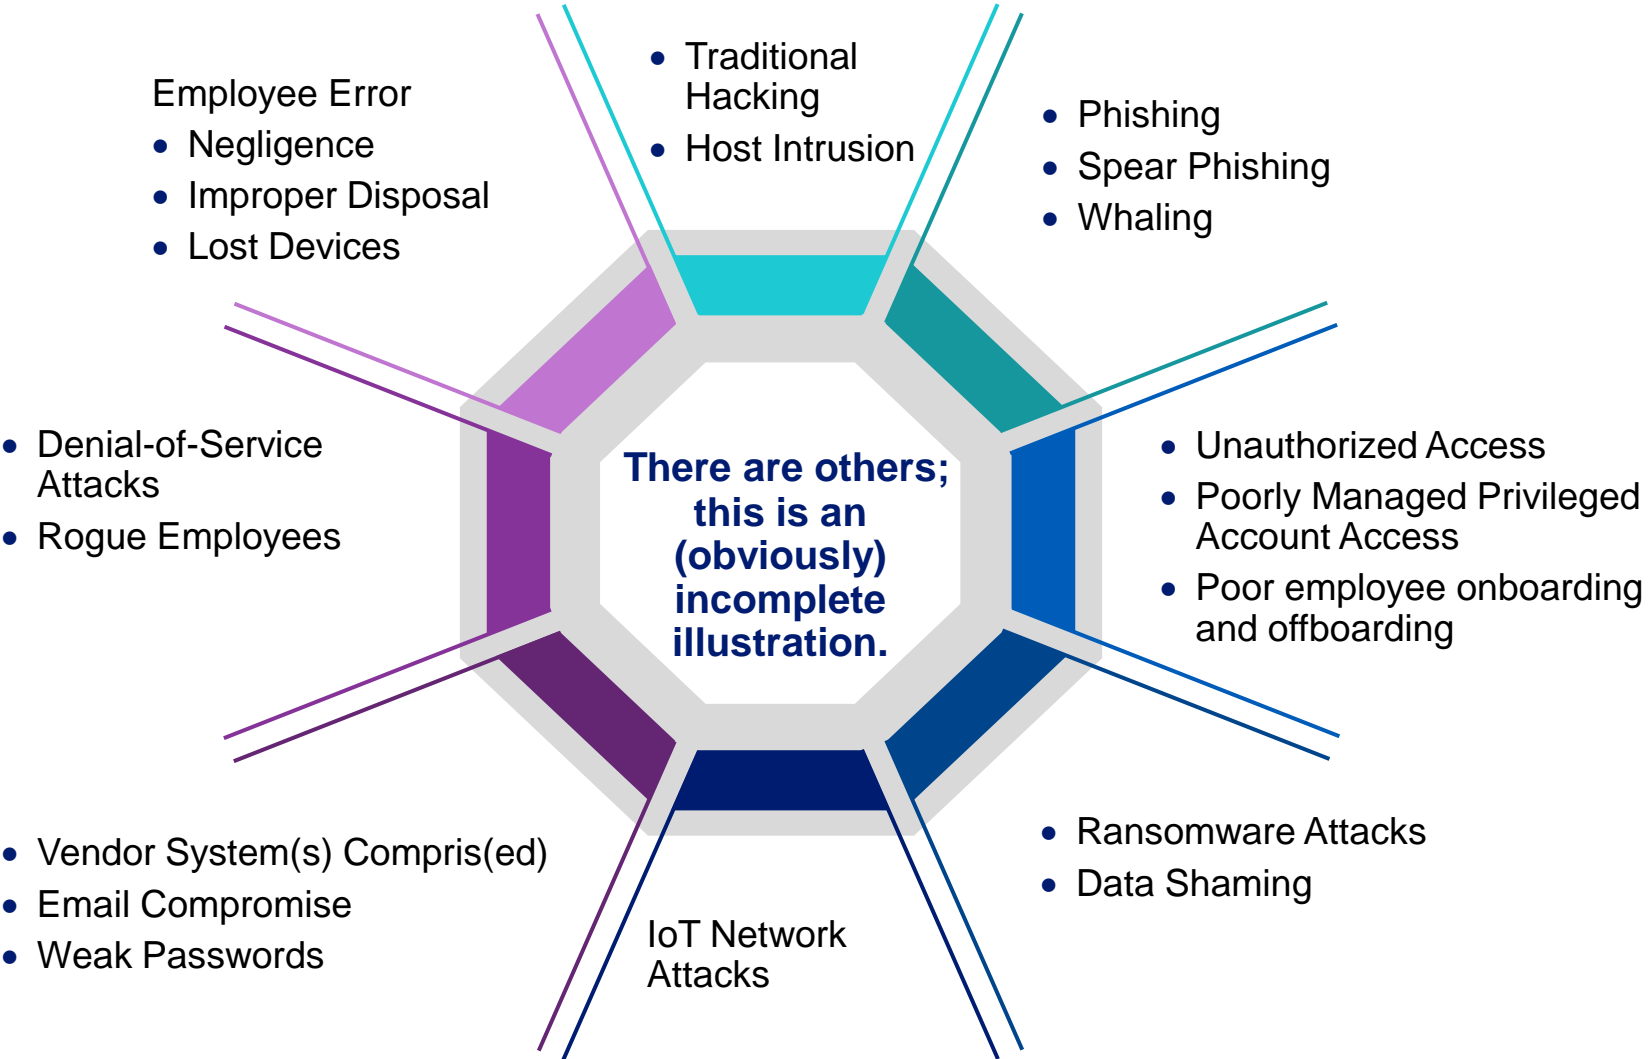 Traditional
Hacking
Host Intrusion
Phishing
Spear Phishing
Whaling
Unauthorized Access
Poorly Managed Privileged
Account Access
Poor employee onboarding
and offboarding
Ransomware Attacks
Data Shaming
IoT Network
Attacks
Vendor System(s) Compris(ed)
Email Compromise
Weak Passwords
Denial-of-Service
Attacks
Rogue Employees
Employee Error
Negligence
Improper Disposal
Lost Devices
There are others;
this is an
(obviously)
incomplete
illustration.